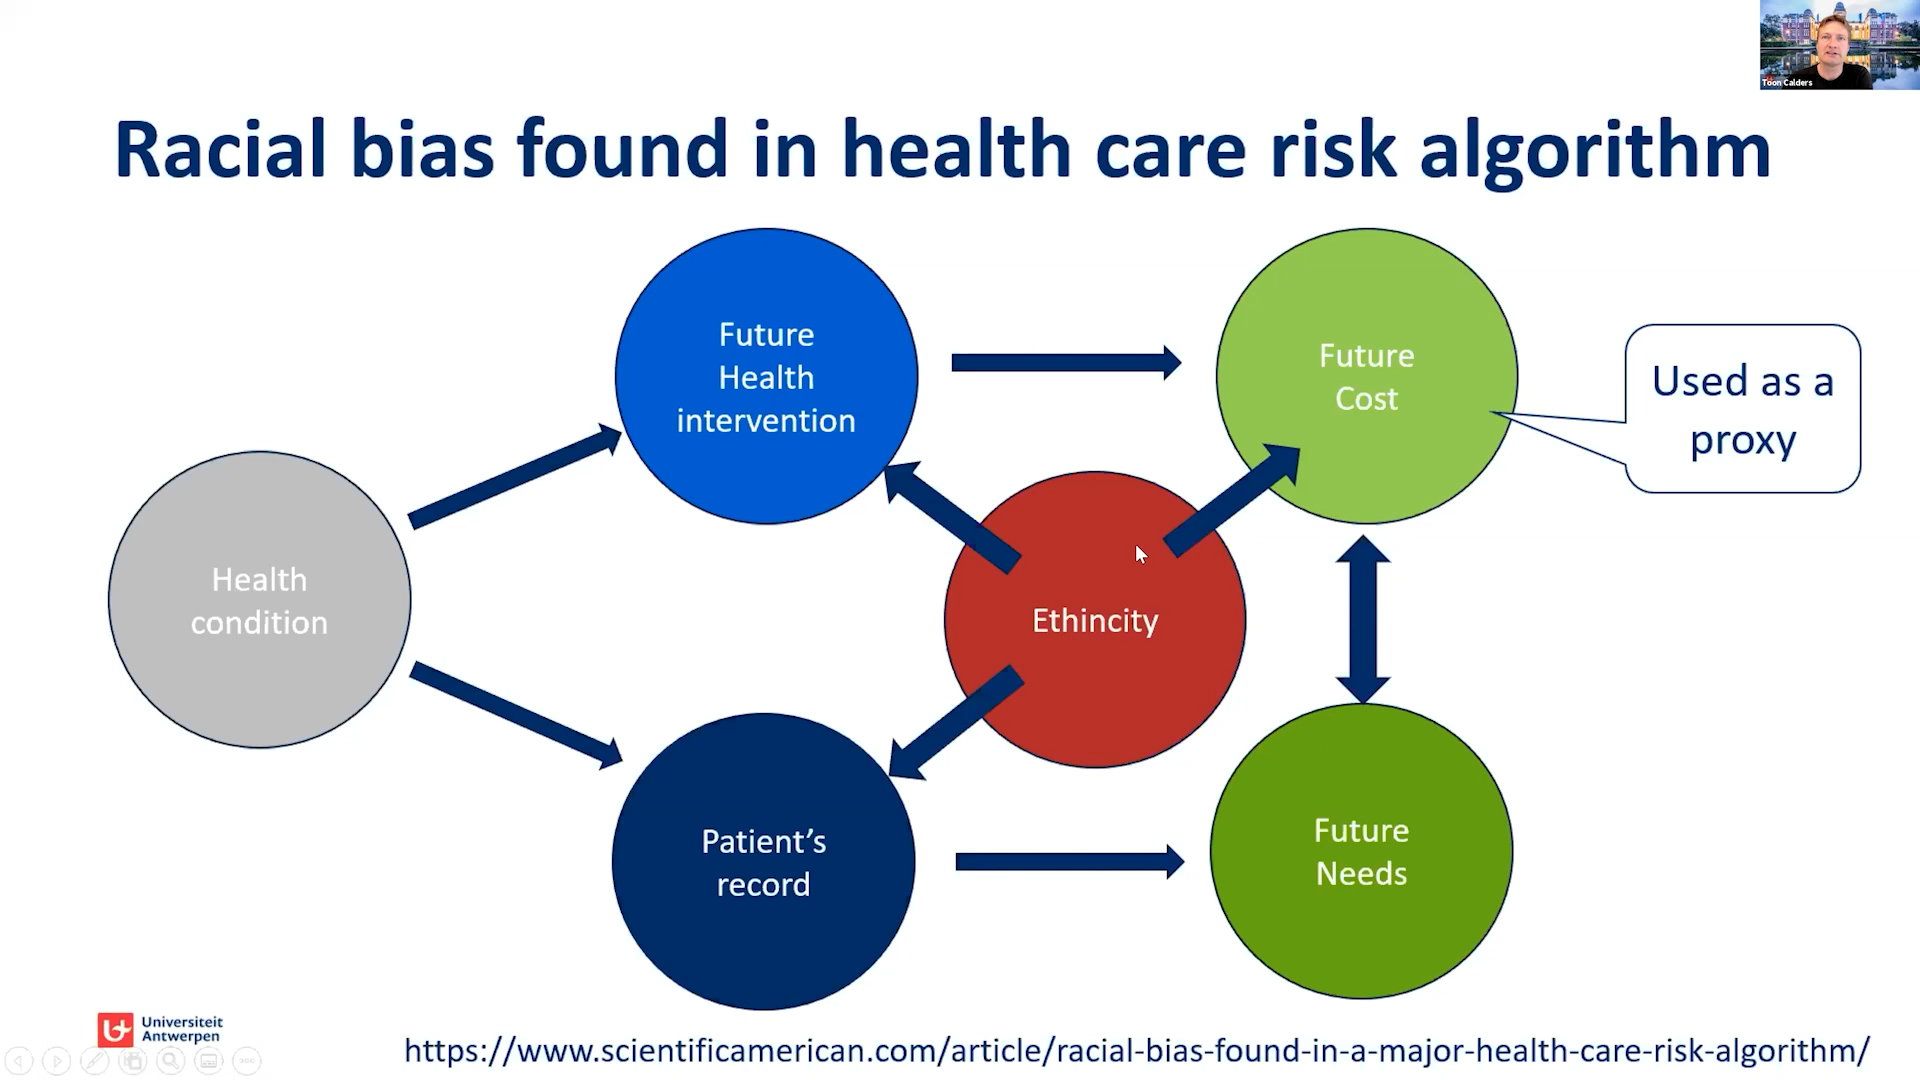 Toon Calders
Racial bias found in health care risk algorithm
Future
Health
intervention
Future
Cost
Used as a
proxy
Health
condition
Ethincity
Patient's
record
Future
Needs
Universiteit
Antwerpen
https://www.scientificamerican.com/article/racial-bias-found-in-a-major-health-care-risk-algorithm/